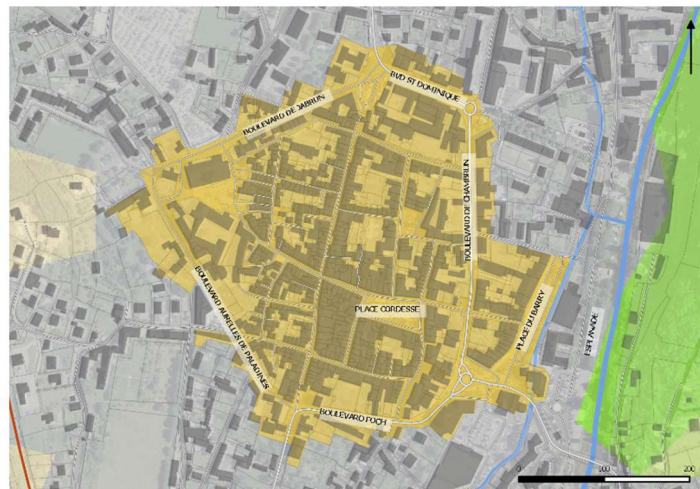 BVD ST DOMINIQUE
BOULEVARD DE JABRUN
BOULEVARD DE CHAMBRUN
BOULEVARD AURELLES DE PALADINES
PLACE CORDESSE
PLACE DU BARRY
ESPLANADE
BOULEVARD FOCH
0 100 200